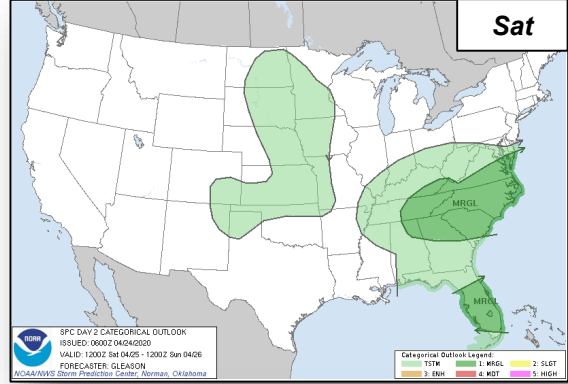 Sat
MRGL
MRGL
NOAA
SPC DAY 2 CATEGORICAL OUTLOOK
ISSUED: 0600Z 04/24/2020
VALID: 1200Z Sat 04/25 - 1200Z Sun 04/26
FORECASTER: GLEASON
NOAA/NWS Storm Prediction Center, Norman, Oklahoma
Categorical Outlook Legend:
TSTM 1: MRGL 2: SLGT
3: ENH 4: MDT 5: HIGH